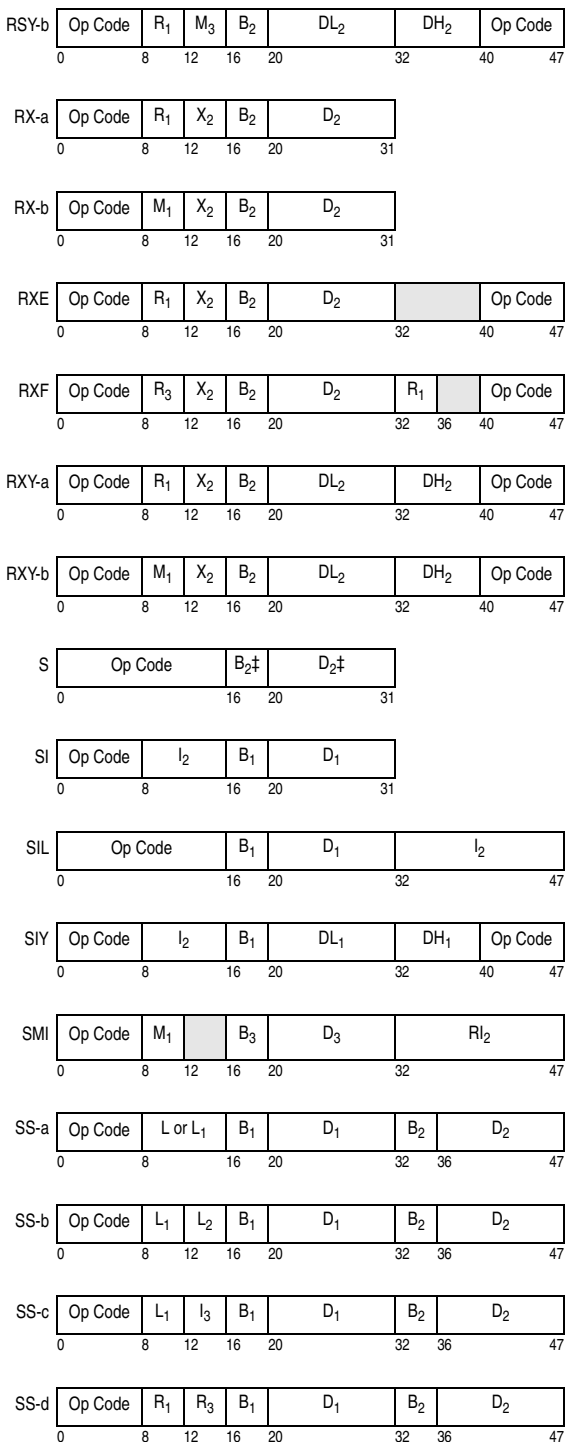 RSY-b Op Code R₁ M₃ B₂ DL₂ DH₂ Op Code
0 8 12 16 20 32 40 47
RX-a Op Code R₁ X₂ B₂ D₂
0 8 12 16 20 31
RX-b Op Code M₁ X₂ B₂ D₂
0 8 12 16 20 31
RXE Op Code R₁ X₂ B₂ D₂ Op Code
0 8 12 16 20 32 40 47
RXF Op Code R₃ X₂ B₂ D₂ R₁ Op Code
0 8 12 16 20 32 36 40 47
RXY-a Op Code R₁ X₂ B₂ DL₂ DH₂ Op Code
0 8 12 16 20 32 40 47
RXY-b Op Code M₁ X₂ B₂ DL₂ DH₂ Op Code
0 8 12 16 20 32 40 47
S Op Code B₂‡ D₂‡
0 16 20 31
SI Op Code I₂ B₁ D₁
0 8 16 20 31
SIL Op Code B₁ D₁ I₂
0 16 20 32 47
SIY Op Code I₂ B₁ DL₁ DH₁ Op Code
0 8 16 20 32 40 47
SMI Op Code M₁ B₃ D₃ RI₂
0 8 12 16 20 32 47
SS-a Op Code L or L₁ B₁ D₁ B₂ D₂
0 8 16 20 32 36 47
SS-b Op Code L₁ L₂ B₁ D₁ B₂ D₂
0 8 12 16 20 32 36 47
SS-c Op Code L₁ I₃ B₁ D₁ B₂ D₂
0 8 12 16 20 32 36 47
SS-d Op Code R₁ R₃ B₁ D₁ B₂ D₂
0 8 12 16 20 32 36 47